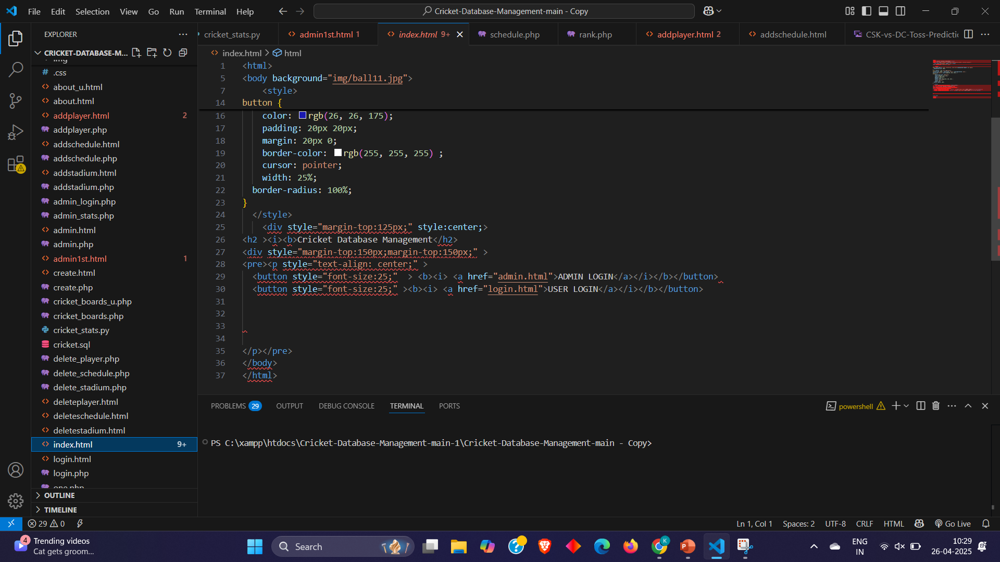 File Edit Selection View Go Run Terminal Help
Cricket-Database-Management-main - Copy
EXPLORER
CRICKET-DATABASE-M...
.css
about_u.html
about.html
addplayer.html 2
addplayer.php
addschedule.html
addschedule.php
addstadium.html
addstadium.php
admin_login.php
admin_stats.php
admin.html
admin.php
admin1st.html 1
create.html
create.php
cricket_boards_u.php
cricket_boards.php
cricket_stats.py
cricket.sql
delete_player.php
delete_schedule.php
delete_stadium.php
deleteplayer.html
deleteschedule.html
deletestadium.html
index.html 9+
login.html
login.php
OUTLINE
TIMELINE
cricket_stats.py
admin1st.html 1
index.html 9+
schedule.php
rank.php
addplayer.html 2
addschedule.html
CSK-vs-DC-Toss-Predictic
index.html > html
1 <html>
5 <body background="img/ball11.jpg">
7 <style>
14 button {
16 color: rgb(26, 26, 175);
17 padding: 20px 20px;
18 margin: 20px 0;
19 border-color: rgb(255, 255, 255) ;
20 cursor: pointer;
21 width: 25%;
22 border-radius: 100%;
23 }
24 </style>
25 <div style="margin-top:125px;" style:center;>
26 <h2 ><i><b>Cricket Database Management</h2>
27 <div style="margin-top:150px;margin-top:150px;" >
28 <pre><p style="text-align: center;" >
29 <button style="font-size:25;"  > <b><i> <a href="admin.html">ADMIN LOGIN</a></i></b></button>
30 <button style="font-size:25;" ><b><i> <a href="login.html">USER LOGIN</a></i></b></button>
31
32
33
34
35 </p></pre>
36 </body>
37 </html>
PROBLEMS 29 OUTPUT DEBUG CONSOLE TERMINAL PORTS
powershell
PS C:\xampp\htdocs\Cricket-Database-Management-main-1\Cricket-Database-Management-main - Copy>
29 0
Ln 1, Col 1 Spaces: 2 UTF-8 CRLF HTML Go Live
4
Trending videos
Cat gets groom...
Search
K
ENG
IN
10:29
26-04-2025